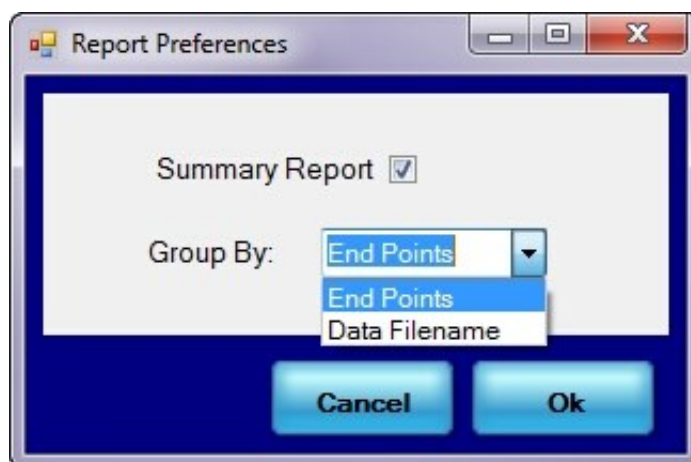 Report Preferences
Summary Report
Group By: End Points
End Points
Data Filename
Cancel Ok